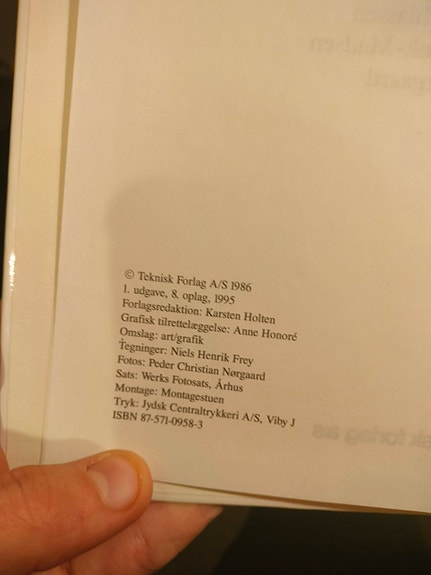 © Teknisk Forlag A/S 1986
1. udgave, 8. oplag, 1995
Forlagsredaktion: Karsten Holten
Grafisk tilrettelæggelse: Anne Honoré
Omslag: art/grafik
Tegninger: Niels Henrik Frey
Fotos: Peder Christian Nørgaard
Sats: Werks Fotosats, Århus
Montage: Montagestuen
Tryk: Jydsk Centraltrykkeri A/S, Viby J
ISBN 87-571-0958-3